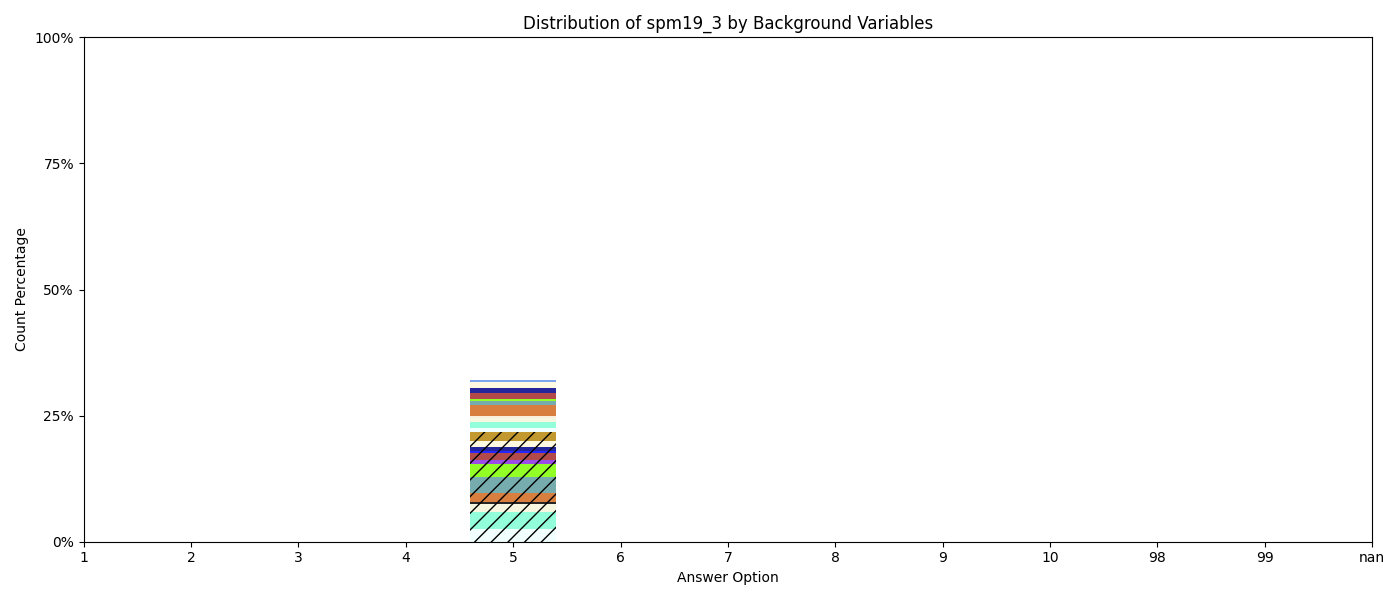 Distribution of spm19_3 by Background Variables
100%
75%
50%
25%
0%
Count Percentage
1 2 3 4 5 6 7 8 9 10 98 99 nan
Answer Option